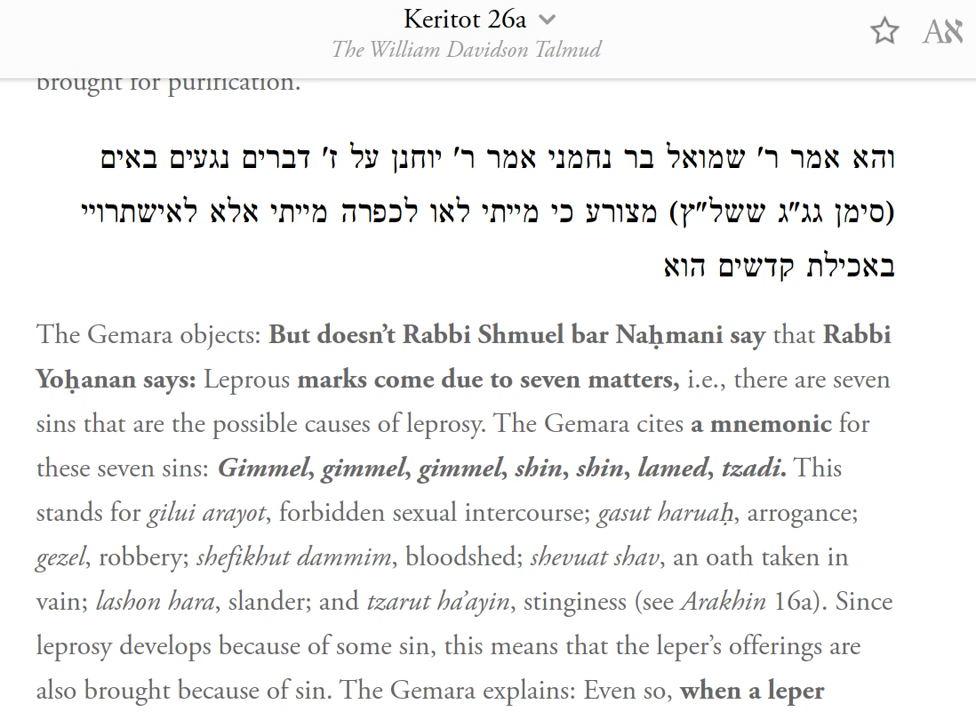 Keritot 26a
The William Davidson Talmud
Aא
brought for purification.
והא אמר ר' שמואל בר נחמני אמר ר' יוחנן על ז' דברים נגעים באים
(סימן גג"ג ששל"ץ) מצורע כי מייתי לאו לכפרה מייתי אלא לאישתרויי
באכילת קדשים הוא
The Gemara objects: But doesn’t Rabbi Shmuel bar Naḥmani say that Rabbi
Yoḥanan says: Leprous marks come due to seven matters, i.e., there are seven
sins that are the possible causes of leprosy. The Gemara cites a mnemonic for
these seven sins: Gimmel, gimmel, gimmel, shin, shin, lamed, tzadi. This
stands for gilui arayot, forbidden sexual intercourse; gasut haruaḥ, arrogance;
gezel, robbery; shefikhut dammim, bloodshed; shevuat shav, an oath taken in
vain; lashon hara, slander; and tzarut ha’ayin, stinginess (see Arakhin 16a). Since
leprosy develops because of some sin, this means that the leper’s offerings are
also brought because of sin. The Gemara explains: Even so, when a leper